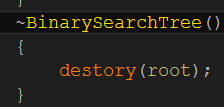 }
~BinarySearchTree()
{
destory(root);
}